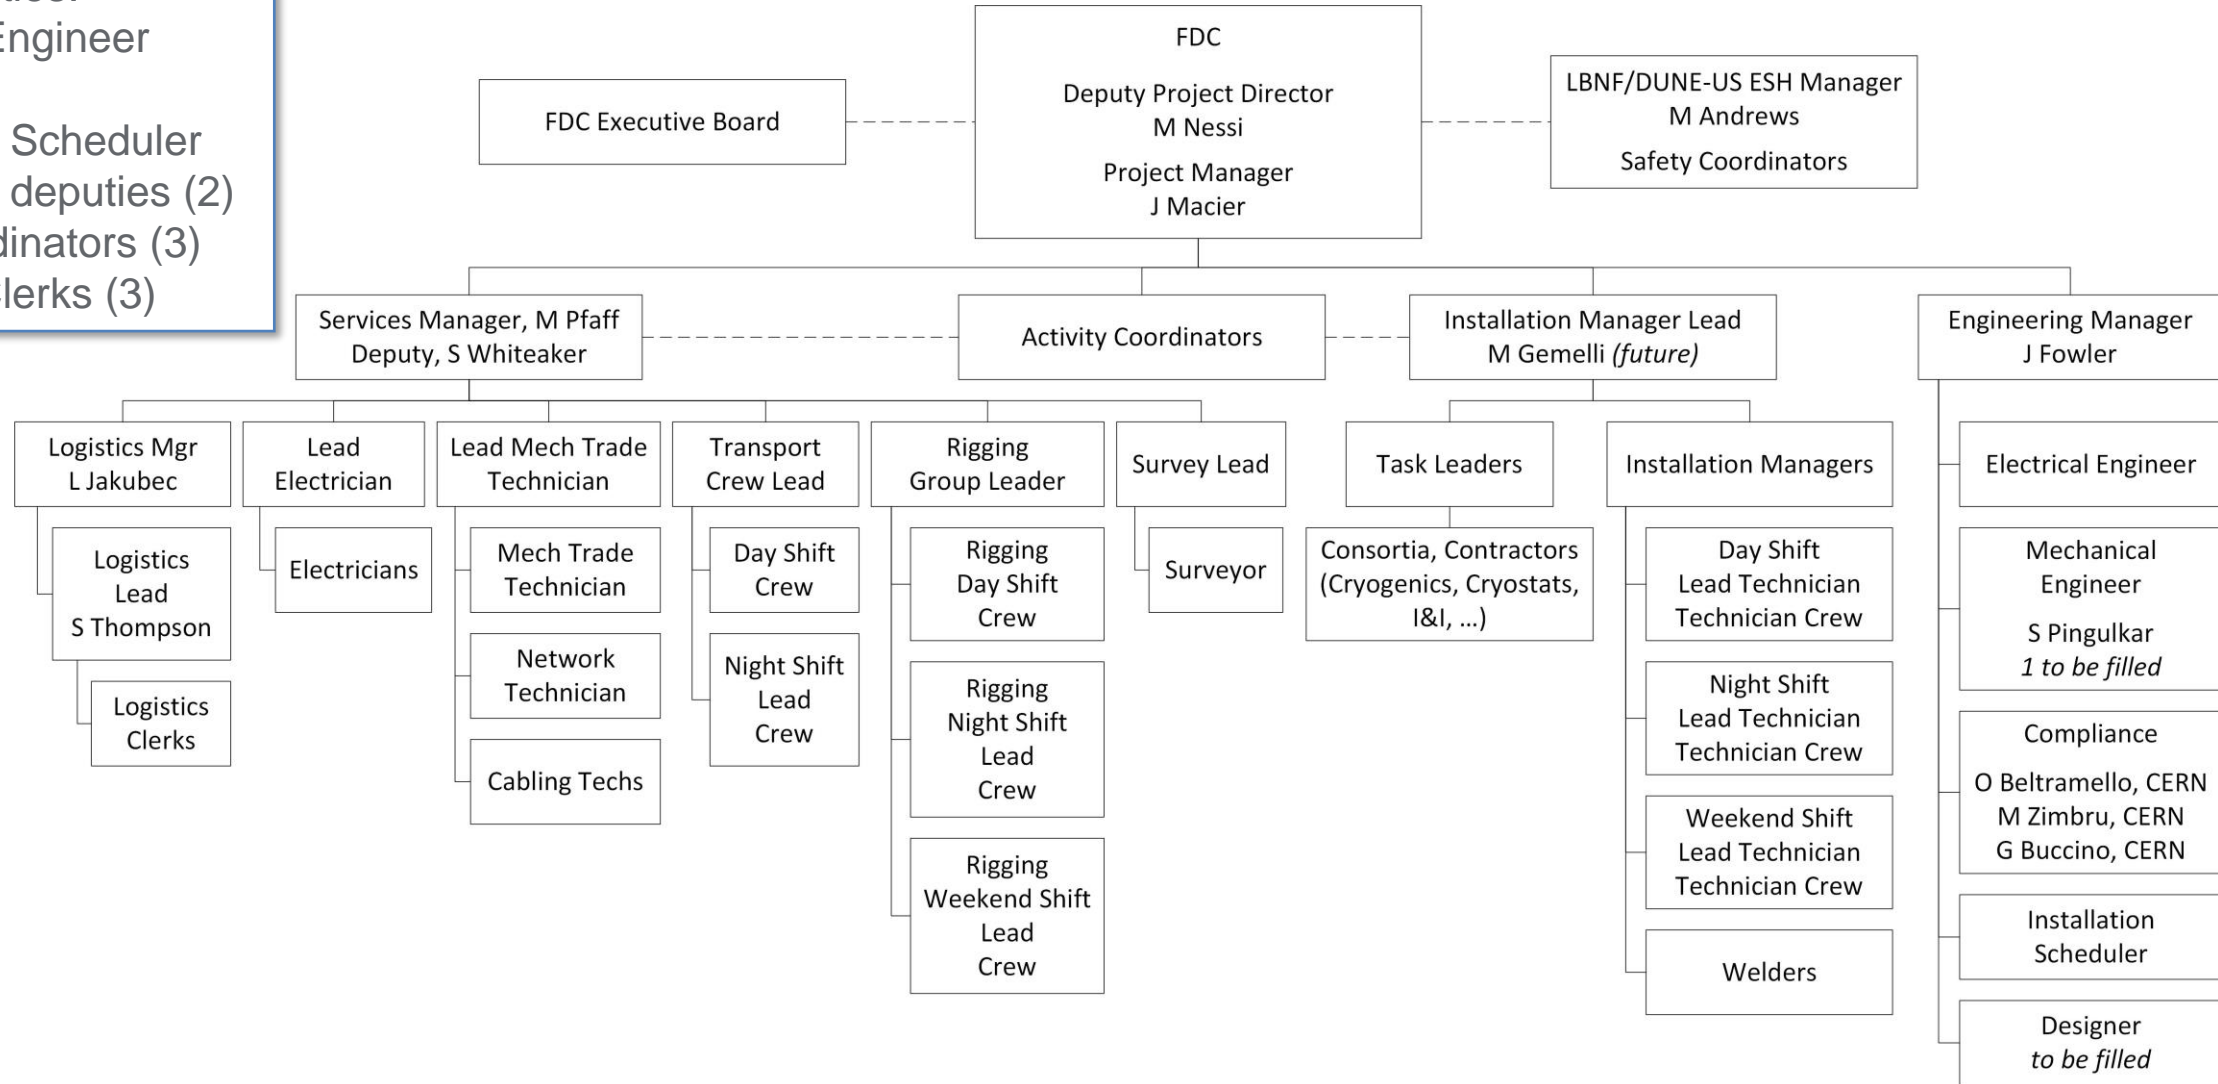 Engineer
Scheduler
deputies (2)
(3)
(3)
FDC
Deputy Project Director
M Nessi
Project Manager
J Macier
FDC Executive Board
LBNF/DUNE-US ESH Manager
M Andrews
Safety Coordinators
Services Manager, M Pfaff
Deputy, S Whiteaker
Activity Coordinators
Installation Manager Lead
M Gemelli (future)
Engineering Manager
J Fowler
Logistics Mgr
L Jakubec
Logistics
Lead
S Thompson
Logistics
Clerks
Lead
Electrician
Electricians
Lead Mech Trade
Technician
Mech Trade
Technician
Network
Technician
Cabling Techs
Transport
Crew Lead
Day Shift
Crew
Night Shift
Lead
Crew
Rigging
Group Leader
Rigging
Day Shift
Crew
Rigging
Night Shift
Lead
Crew
Rigging
Weekend Shift
Lead
Crew
Survey Lead
Surveyor
Task Leaders
Consortia, Contractors
(Cryogenics, Cryostats,
I&I, …)
Installation Managers
Day Shift
Lead Technician
Technician Crew
Night Shift
Lead Technician
Technician Crew
Weekend Shift
Lead Technician
Technician Crew
Welders
Electrical Engineer
Mechanical
Engineer
S Pingulkar
1 to be filled
Compliance
O Beltramello, CERN
M Zimbru, CERN
G Buccino, CERN
Installation
Scheduler
Designer
to be filled